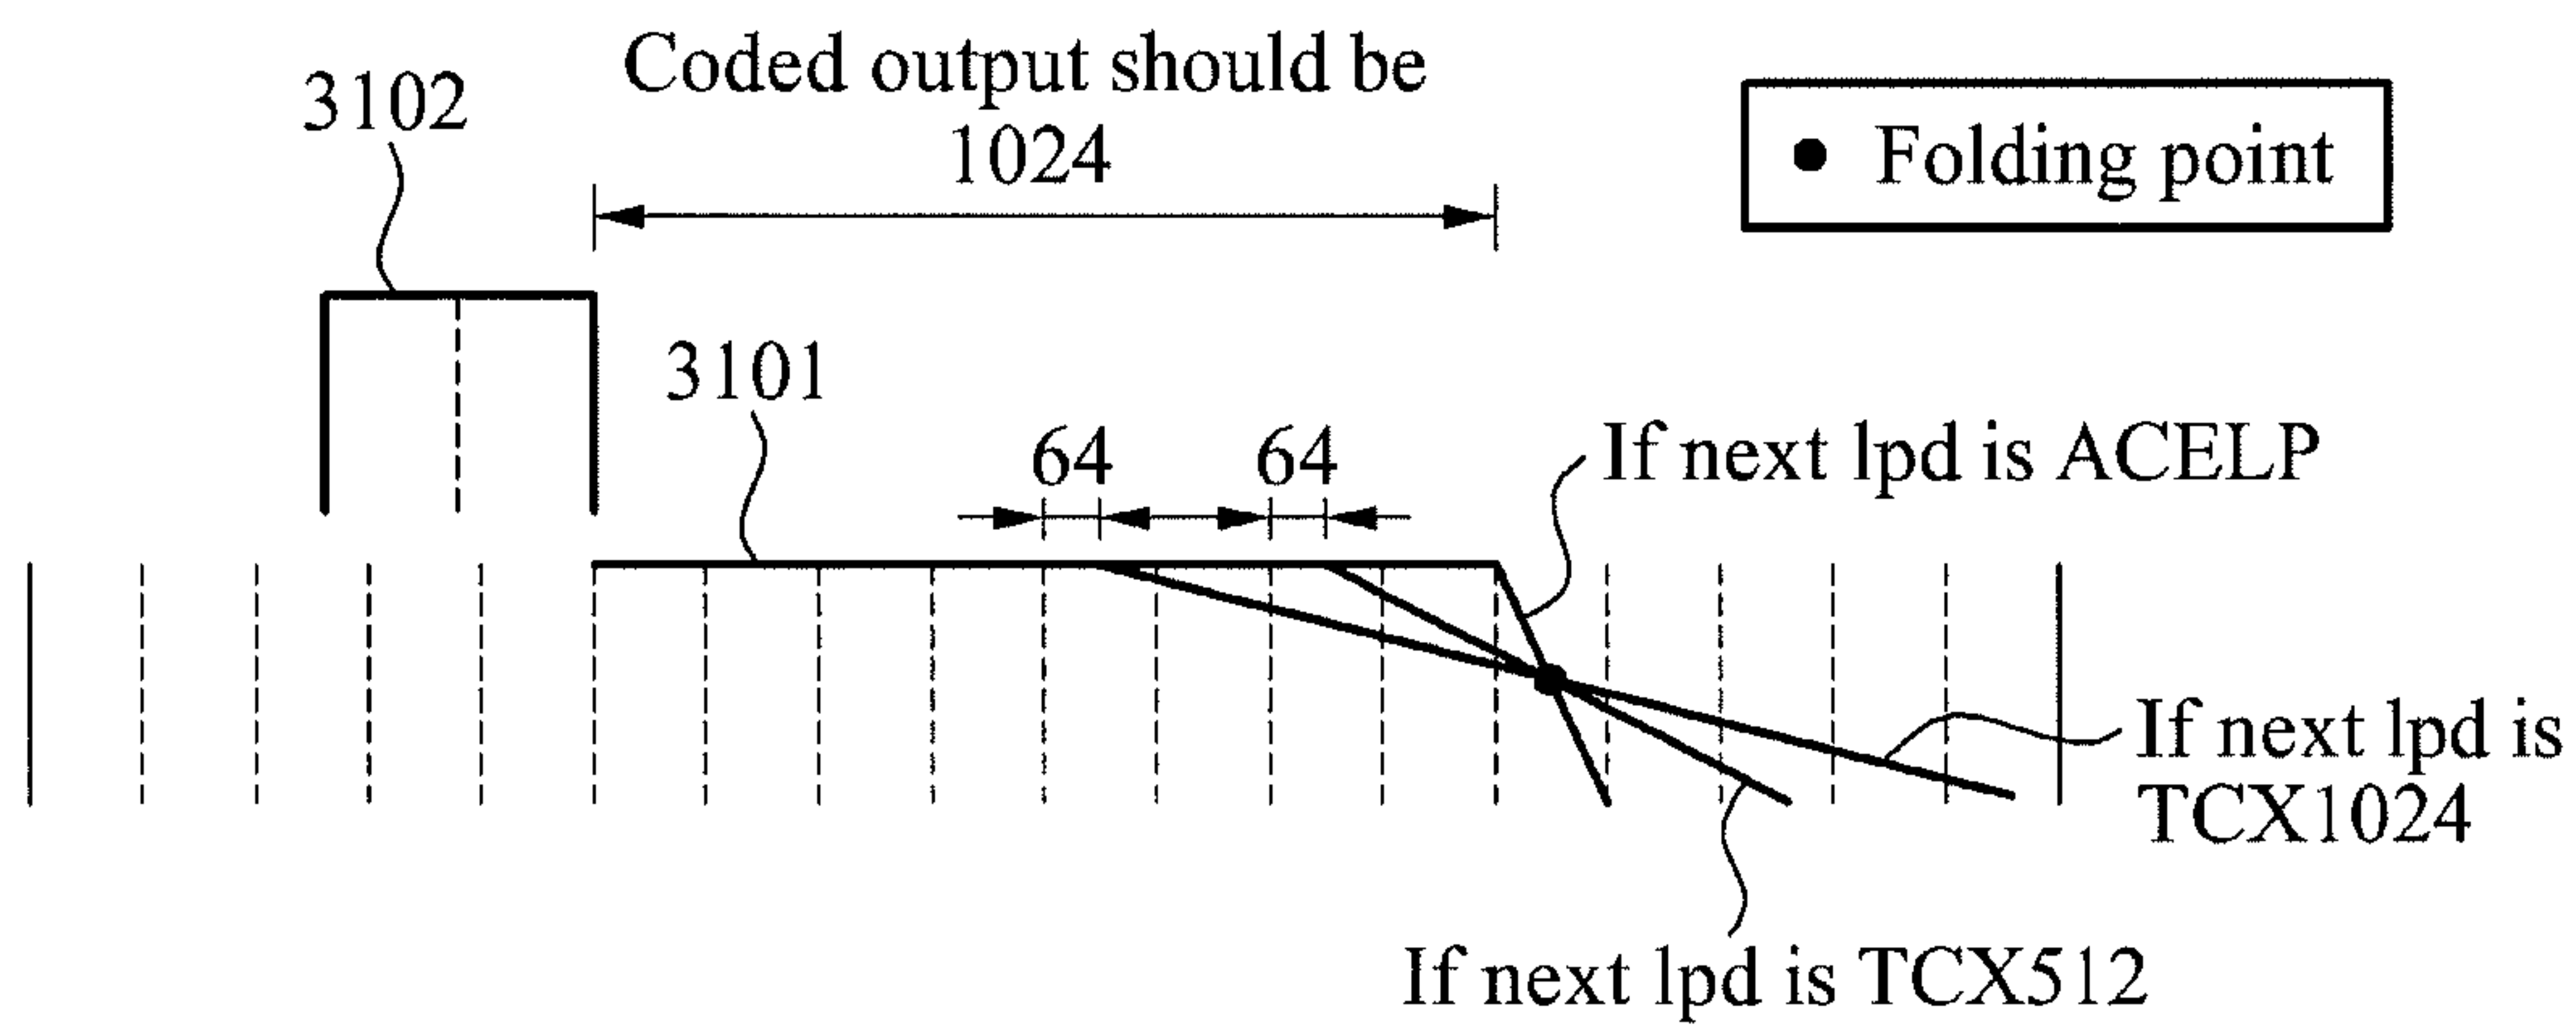 3102
Coded output should be
1024
● Folding point
3101
64
64
If next lpd is ACELP
If next lpd is
TCX1024
If next lpd is TCX512